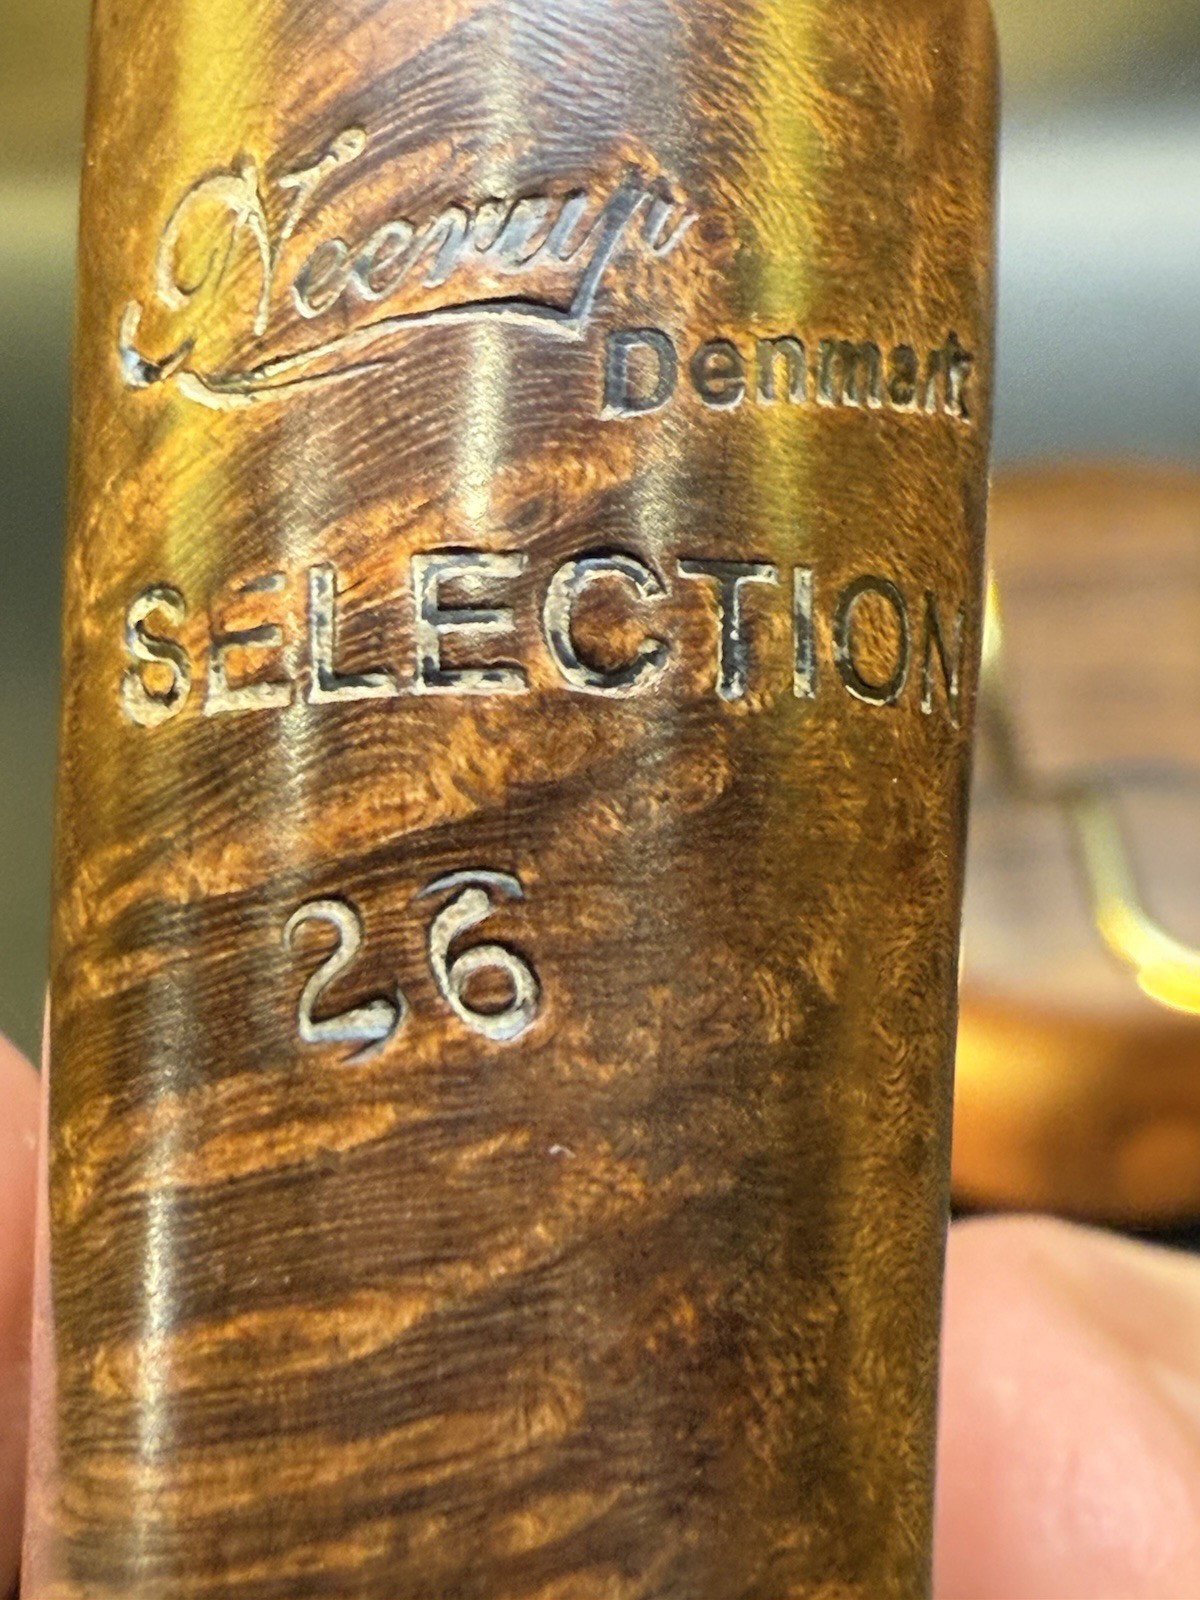 Neerup
Denmark
SELECTION
26